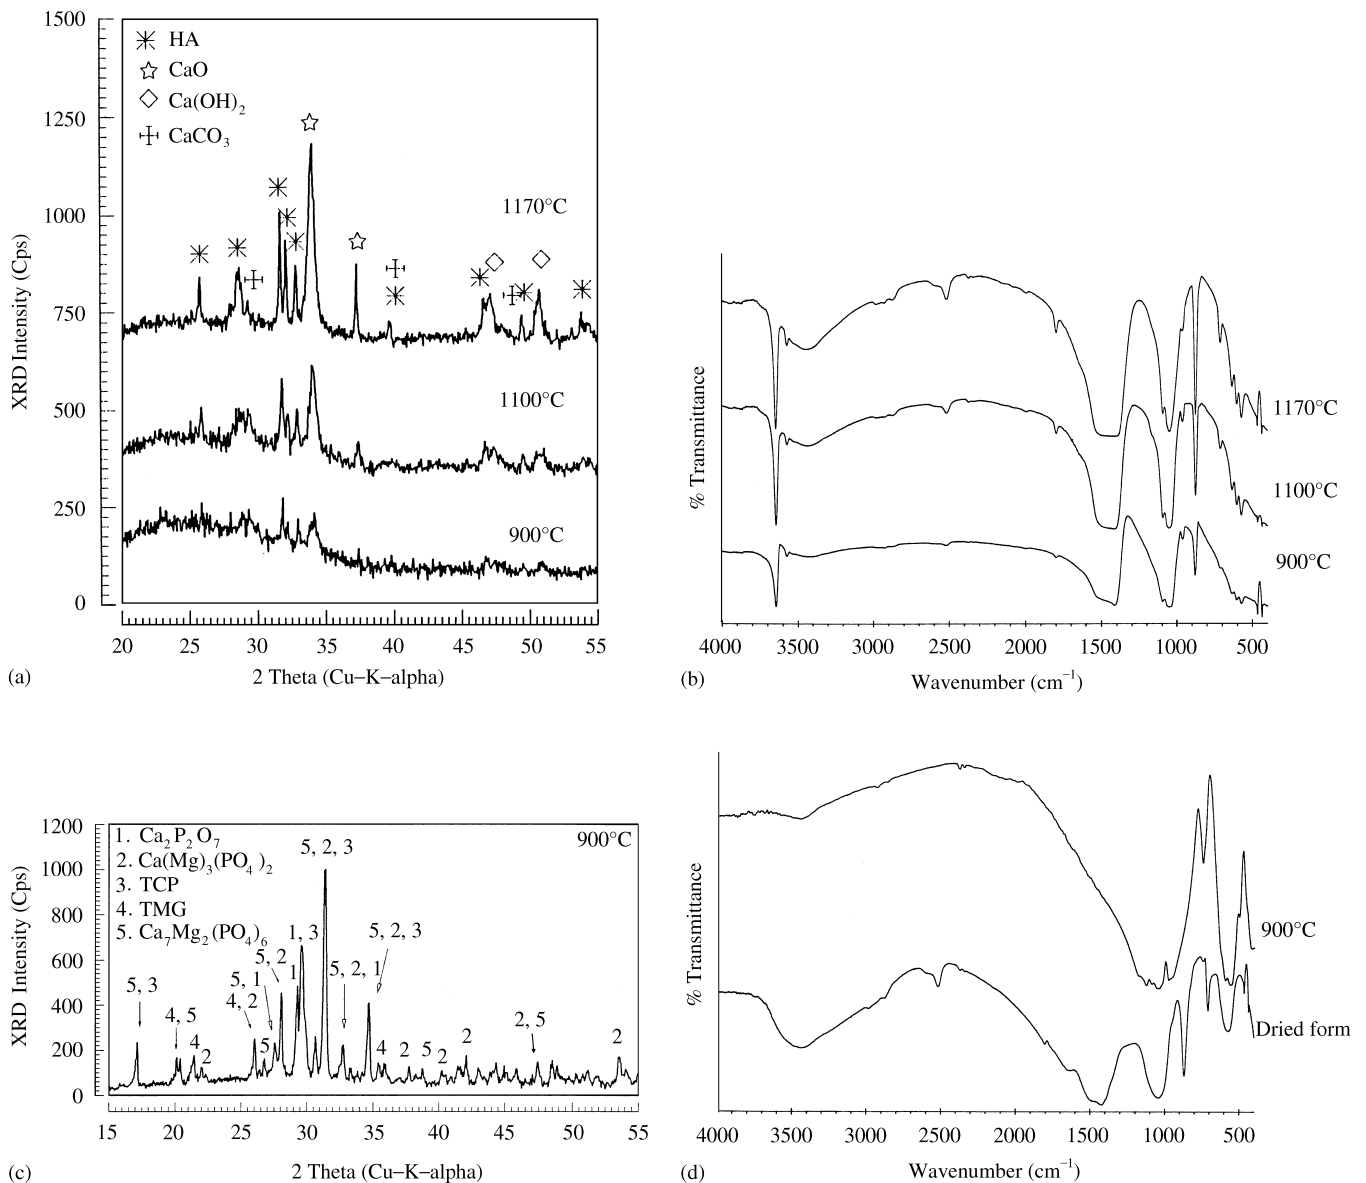 1500
1250
1000
750
500
250
0
XRD Intensity (Cps)
HA
CaO
Ca(OH)2
CaCO3
1170°C
1100°C
900°C
20 25 30 35 40 45 50 55
2 Theta (Cu–K–alpha)
(a)
% Transmittance
1170°C
1100°C
900°C
4000 3500 3000 2500 2000 1500 1000 500
Wavenumber (cm–1)
(b)
1200
1000
800
600
400
200
0
XRD Intensity (Cps)
1. Ca2P2O7
2. Ca(Mg)3(PO4)2
3. TCP
4. TMG
5. Ca7Mg2(PO4)6
900°C
5, 2, 3
1, 3
5, 2, 3
5, 2
5, 2, 1
5, 3
5, 1
1
4, 5
4, 2
4
2
5
4
2
5
2
2
2, 5
2
15 20 25 30 35 40 45 50 55
2 Theta (Cu–K–alpha)
(c)
% Transmittance
900°C
Dried form
4000 3500 3000 2500 2000 1500 1000 500
Wavenumber (cm–1)
(d)